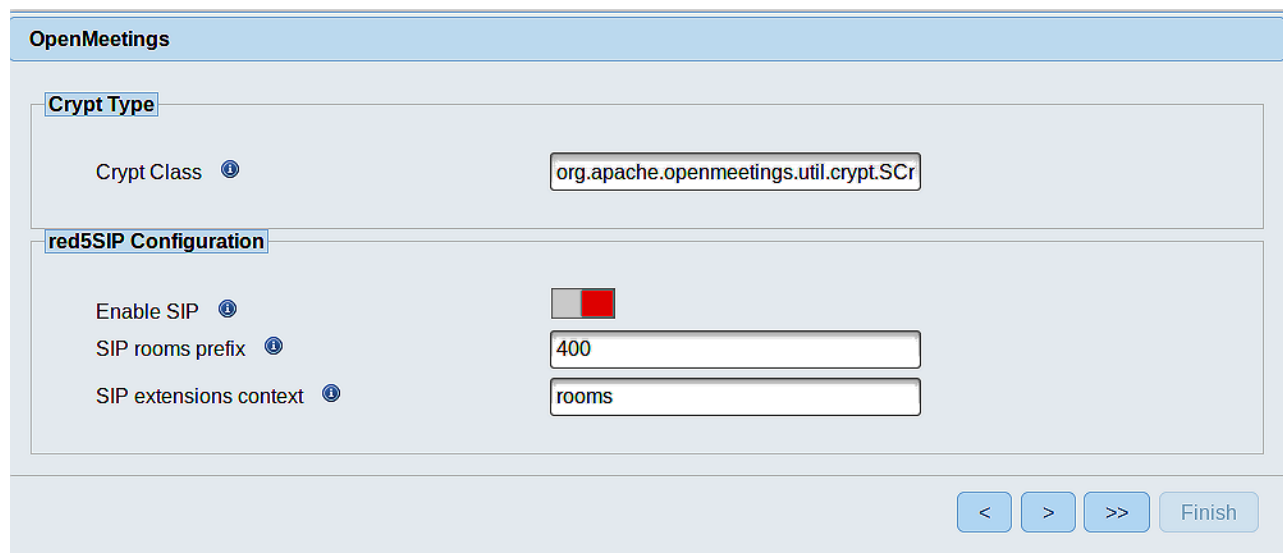 OpenMeetings
Crypt Type
Crypt Class
org.apache.openmeetings.util.crypt.SCr
red5SIP Configuration
Enable SIP
SIP rooms prefix
400
SIP extensions context
rooms
< > >> Finish